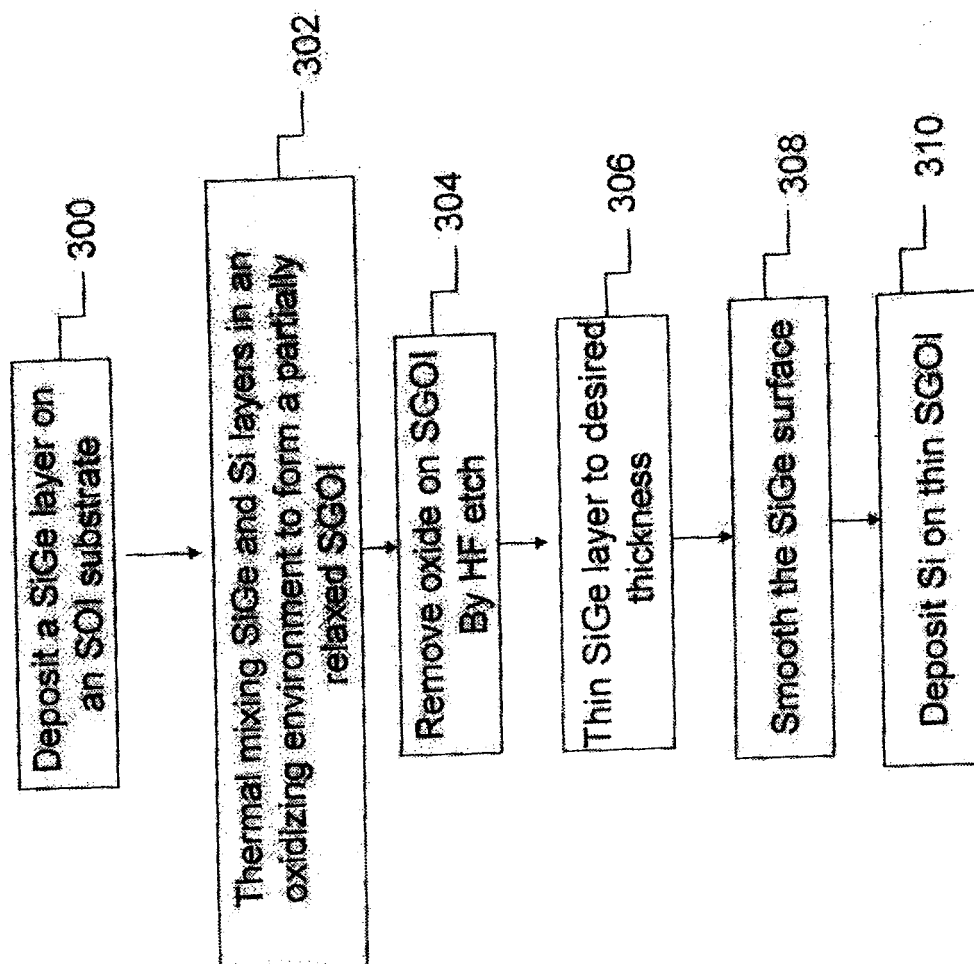 Deposit a SiGe layer on
an SOI substrate
300
Thermal mixing SiGe and Si layers in an
oxidizing environment to form a partially
relaxed SGOI
302
Remove oxide on SGOI
By HF etch
304
Thin SiGe layer to desired
thickness
306
Smooth the SiGe surface
308
Deposit Si on thin SGOI
310